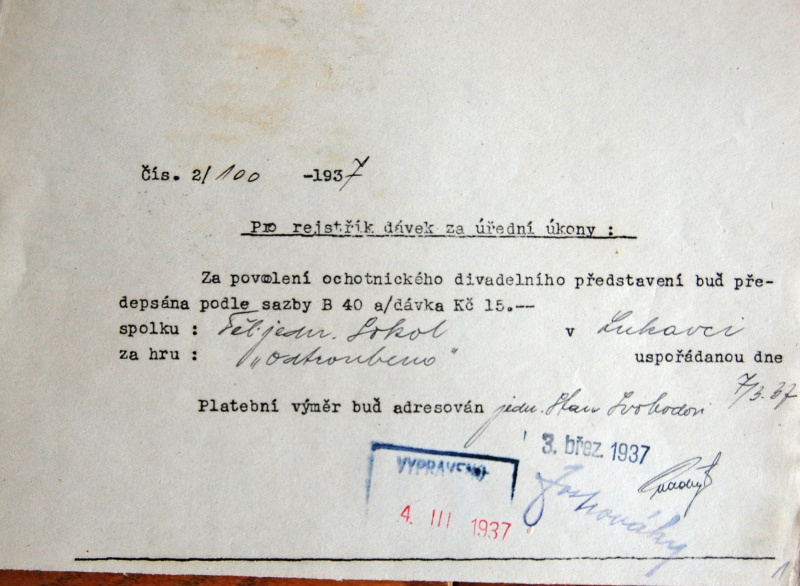 čís. 2/100 -1937
Pro rejstřík dávek za úřední úkony :
Za povolení ochotnického divadelního představení buď pře-
depsána podle sazby B 40 a/dávka Kč 15.--
spolku : Těl. jedn. Sokol v Lukavci
za hru : „Odtroubeno" uspořádanou dne
7/3.37
Platební výměr buď adresován jedn. Stan. Svobodovi
3. břez. 1937
VYPRAVENO
4. III 1937
1